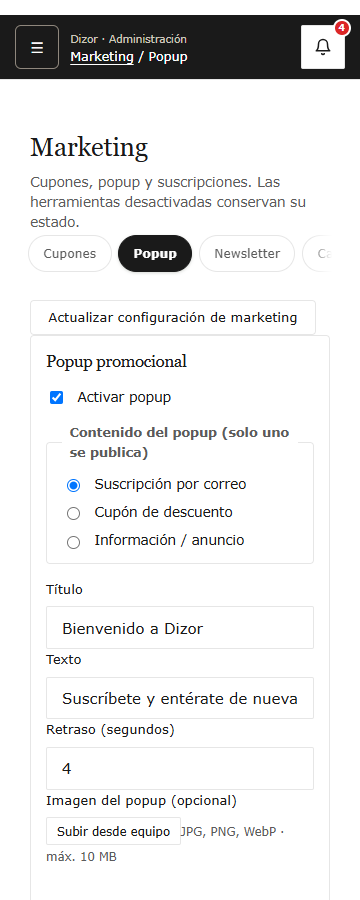 Dizor · Administración
4
Marketing / Popup
Marketing
Cupones, popup y suscripciones. Las
herramientas desactivadas conservan su
estado.
Cupones
Popup
Newsletter
Ca
Actualizar configuración de marketing
Popup promocional
Activar popup
Contenido del popup (solo uno
se publica)
Suscripción por correo
Cupón de descuento
Información / anuncio
Título
Bienvenido a Dizor
Texto
Suscríbete y entérate de nueva
Retraso (segundos)
4
Imagen del popup (opcional)
Subir desde equipo JPG, PNG, WebP ·
máx. 10 MB